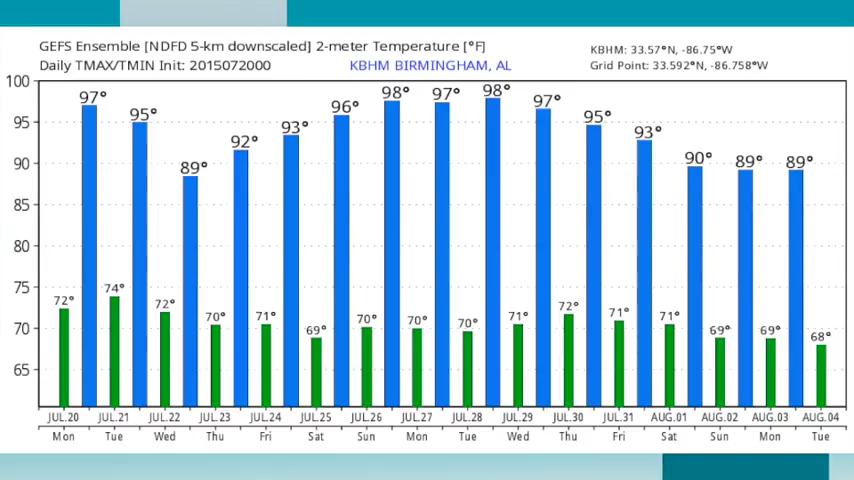 GEFS Ensemble [NDFD 5-km downscaled] 2-meter Temperature [°F]
KBHM: 33.57°N, -86.75°W
Daily TMAX/TMIN Init: 2015072000 KBHM BIRMINGHAM, AL Grid Point: 33.592°N, -86.758°W
100
95
90
85
80
75
70
65
97° 95° 89° 92° 93° 96° 98° 97° 98° 97° 95° 93° 90° 89° 89°
72° 74° 72° 70° 71° 69° 70° 70° 70° 71° 72° 71° 71° 69° 69° 68°
JUL.20 JUL.21 JUL.22 JUL.23 JUL.24 JUL.25 JUL.26 JUL.27 JUL.28 JUL.29 JUL.30 JUL.31 AUG.01 AUG.02 AUG.03 AUG.04
Mon Tue Wed Thu Fri Sat Sun Mon Tue Wed Thu Fri Sat Sun Mon Tue